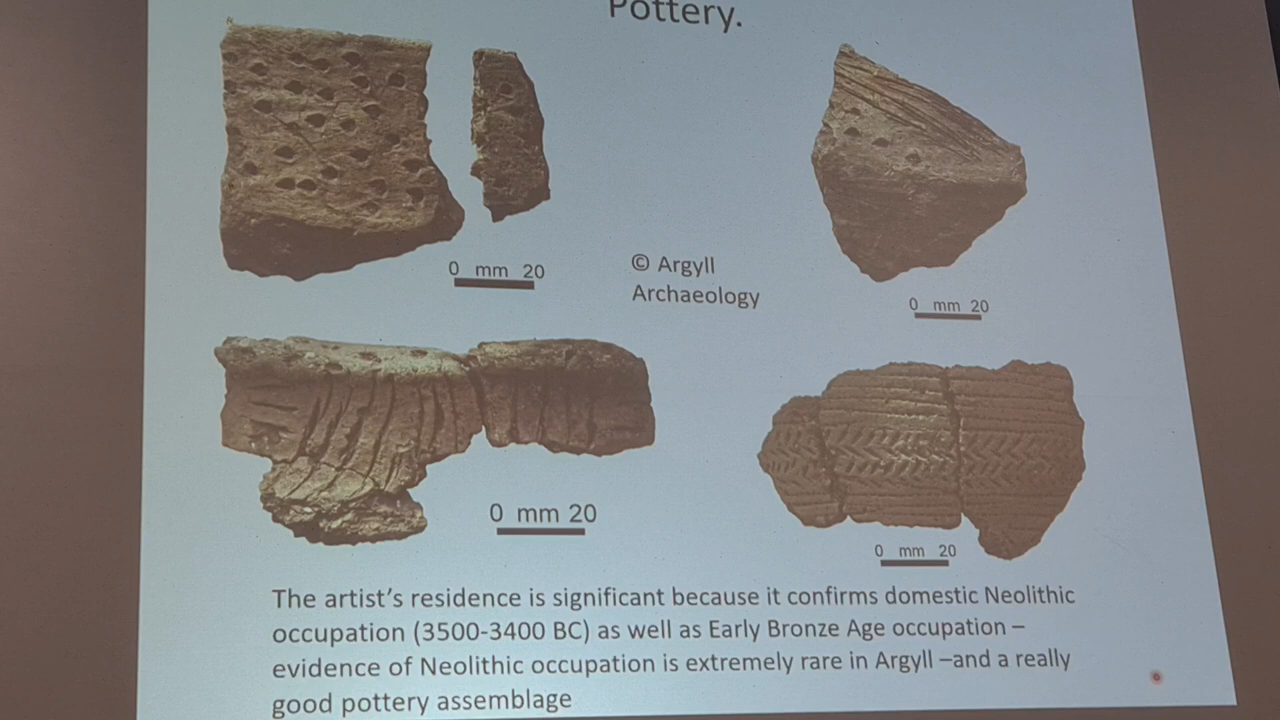 Pottery.
0 mm 20
© Argyll
Archaeology
0 mm 20
0 mm 20
0 mm 20
The artist's residence is significant because it confirms domestic Neolithic
occupation (3500-3400 BC) as well as Early Bronze Age occupation –
evidence of Neolithic occupation is extremely rare in Argyll –and a really
good pottery assemblage